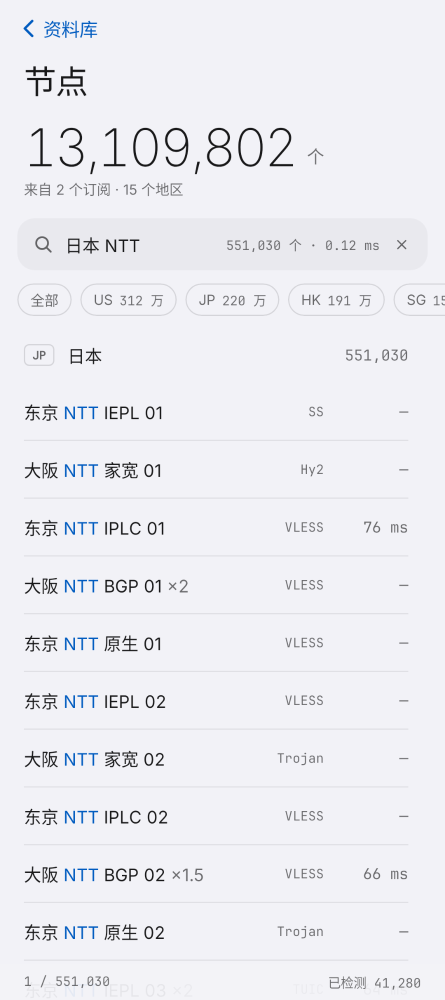 资料库
节点
13,109,802 个
来自 2 个订阅 · 15 个地区
日本 NTT 551,030 个 · 0.12 ms ×
全部 US 312 万 JP 220 万 HK 191 万 SG
JP 日本 551,030
东京 NTT IEPL 01 SS —
大阪 NTT 家宽 01 Hy2 —
东京 NTT IPLC 01 VLESS 76 ms
大阪 NTT BGP 01 ×2 VLESS —
东京 NTT 原生 01 VLESS —
东京 NTT IEPL 02 VLESS —
大阪 NTT 家宽 02 Trojan —
东京 NTT IPLC 02 VLESS —
大阪 NTT BGP 02 ×1.5 VLESS 66 ms
东京 NTT 原生 02 Trojan —
1 / 551,030 已检测 41,280
东京 NTT IEPL 03 ×2